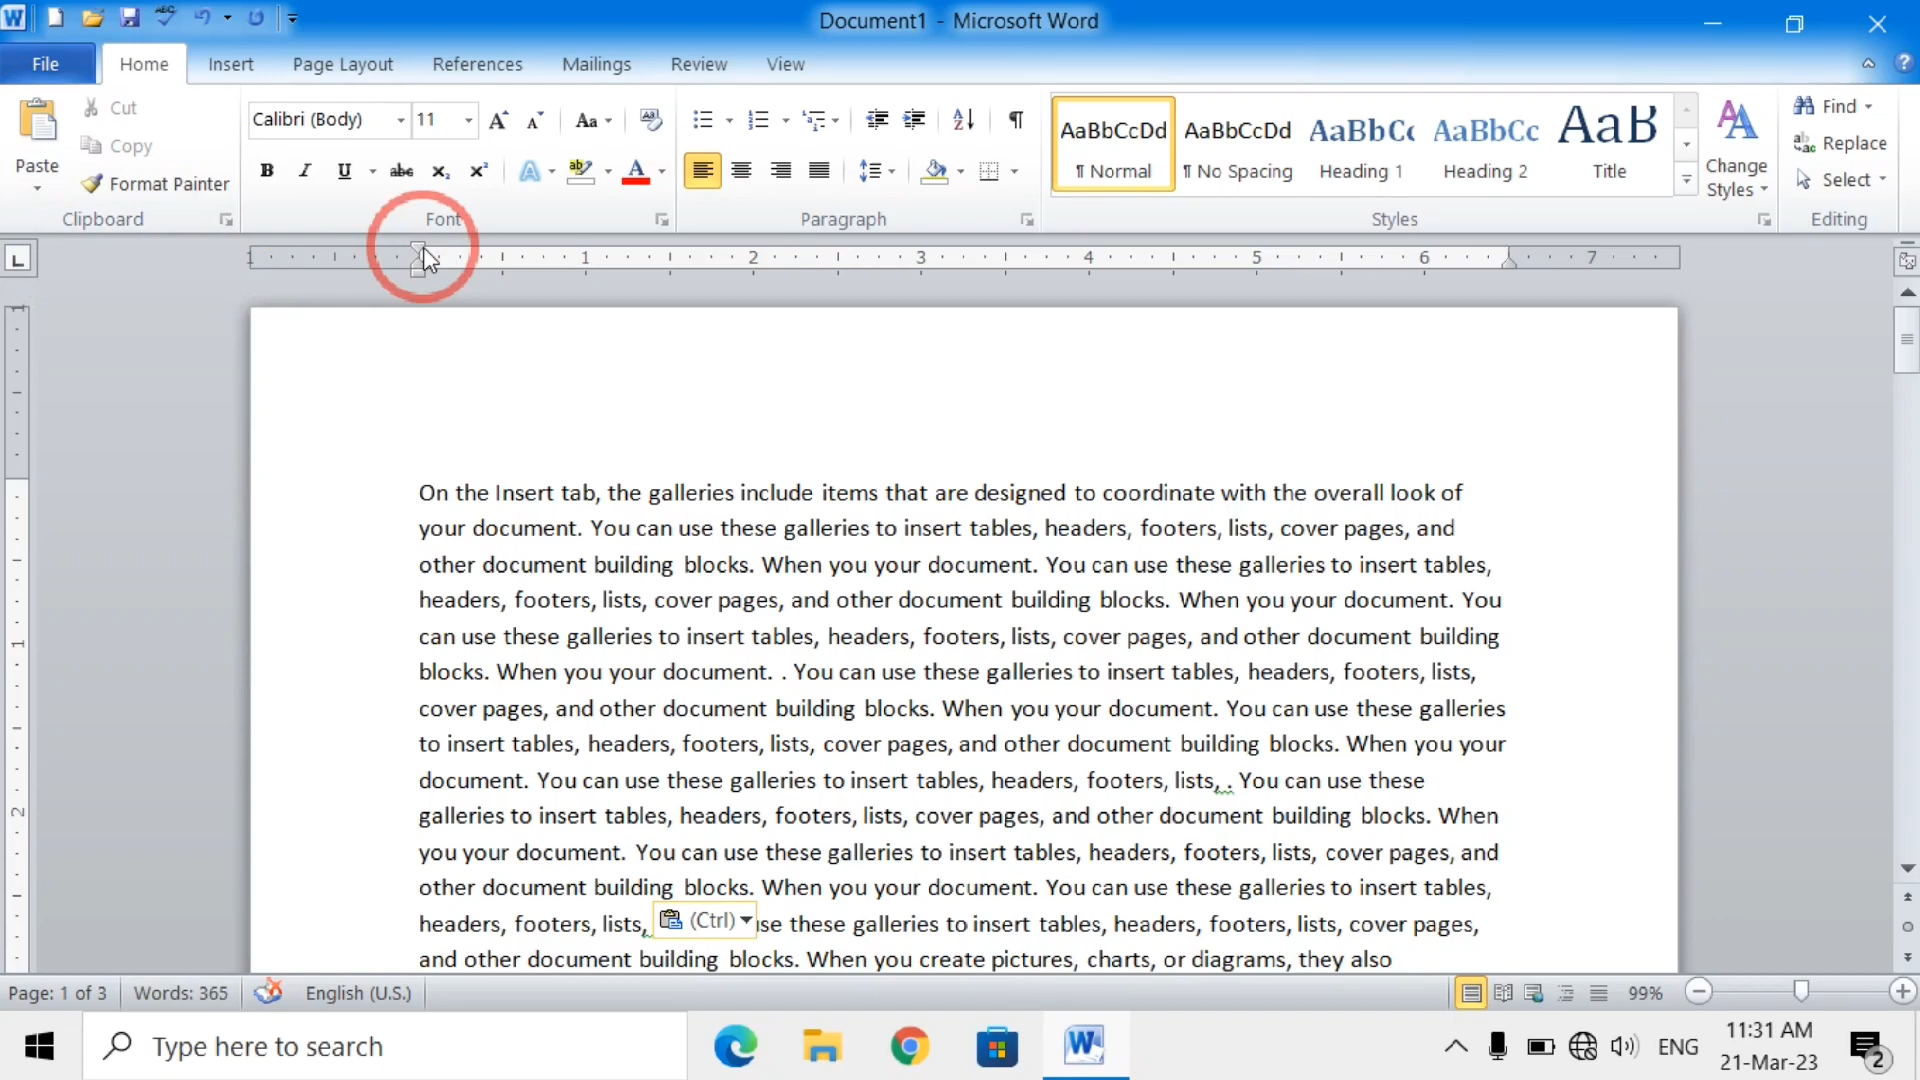 Document1 - Microsoft Word
File Home Insert Page Layout References Mailings Review View
Paste
Cut
Copy
Format Painter
Clipboard
Calibri (Body) 11
Font
Paragraph
AaBbCcDd AaBbCcDd AaBbCc AaBbCc AaB
¶ Normal ¶ No Spacing Heading 1 Heading 2 Title
Change
Styles
Styles
Find
Replace
Select
Editing
1 1 2 3 4 5 6 7
On the Insert tab, the galleries include items that are designed to coordinate with the overall look of
your document. You can use these galleries to insert tables, headers, footers, lists, cover pages, and
other document building blocks. When you your document. You can use these galleries to insert tables,
headers, footers, lists, cover pages, and other document building blocks. When you your document. You
can use these galleries to insert tables, headers, footers, lists, cover pages, and other document building
blocks. When you your document. . You can use these galleries to insert tables, headers, footers, lists,
cover pages, and other document building blocks. When you your document. You can use these galleries
to insert tables, headers, footers, lists, cover pages, and other document building blocks. When you your
document. You can use these galleries to insert tables, headers, footers, lists, . You can use these
galleries to insert tables, headers, footers, lists, cover pages, and other document building blocks. When
you your document. You can use these galleries to insert tables, headers, footers, lists, cover pages, and
other document building blocks. When you your document. You can use these galleries to insert tables,
headers, footers, lists, (Ctrl) use these galleries to insert tables, headers, footers, lists, cover pages,
and other document building blocks. When you create pictures, charts, or diagrams, they also
Page: 1 of 3 Words: 365 English (U.S.) 99%
Type here to search
ENG
11:31 AM
21-Mar-23
2